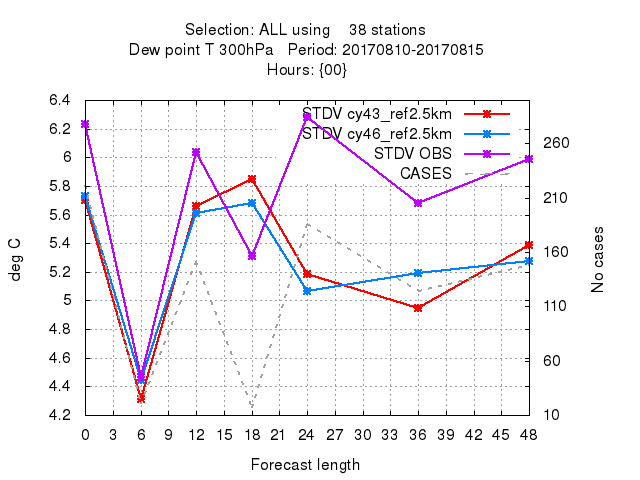 Selection: ALL using 38 stations
Dew point T 300hPa Period: 20170810-20170815
Hours: {00}
STDV cy43_ref2.5km
STDV cy46_ref2.5km
STDV OBS
CASES
6.4
6.2
6
5.8
5.6
5.4
5.2
5
4.8
4.6
4.4
4.2
deg C
260
210
160
110
60
10
No cases
0 3 6 9 12 15 18 21 24 27 30 33 36 39 42 45 48
Forecast length